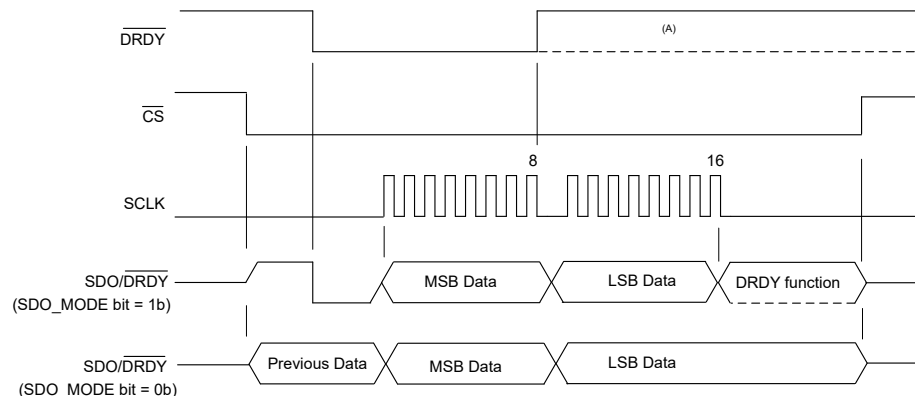 DRDY
(A)
CS
8
16
SCLK
SDO/DRDY
(SDO_MODE bit = 1b)
MSB Data
LSB Data
DRDY function
SDO/DRDY
(SDO_MODE bit = 0b)
Previous Data
MSB Data
LSB Data